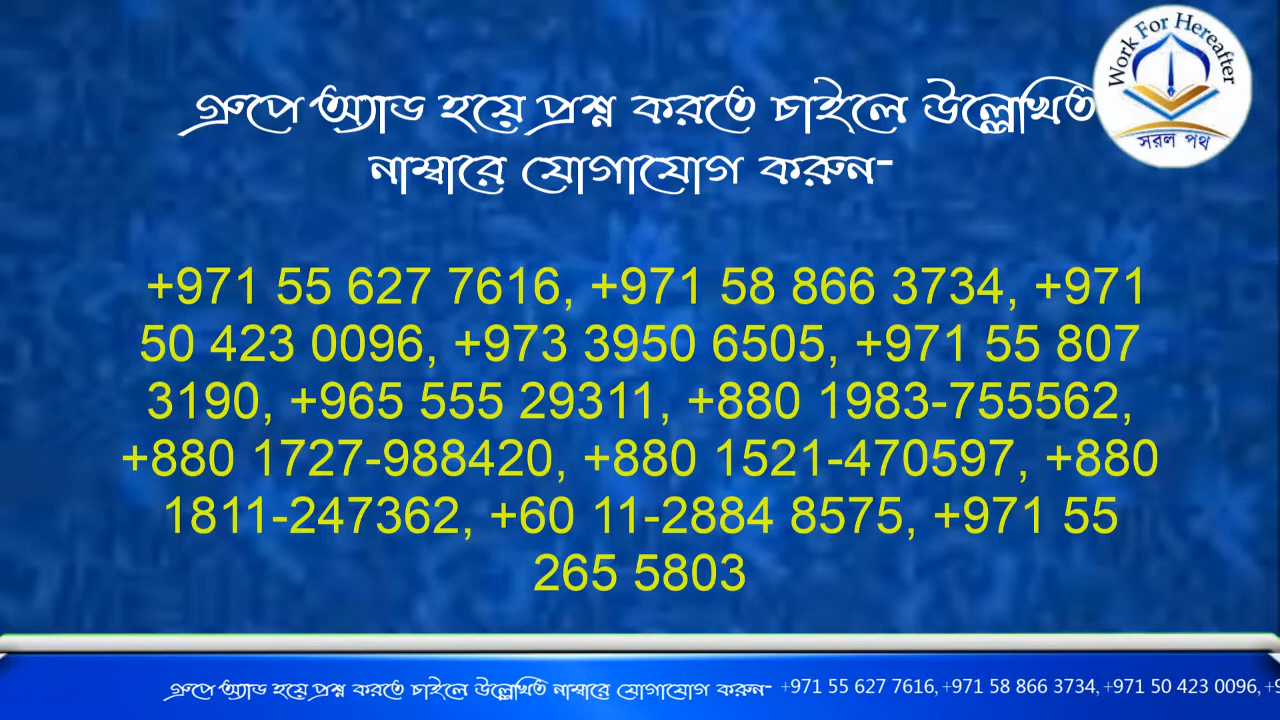 Work For Hereafter
সরল পথ
গ্রুপে অ্যাড হয়ে প্রশ্ন করতে চাইলে উল্লেখিত
নাম্বারে যোগাযোগ করুন-
+971 55 627 7616, +971 58 866 3734, +971
50 423 0096, +973 3950 6505, +971 55 807
3190, +965 555 29311, +880 1983-755562,
+880 1727-988420, +880 1521-470597, +880
1811-247362, +60 11-2884 8575, +971 55
265 5803
গ্রুপে অ্যাড হয়ে প্রশ্ন করতে চাইলে উল্লেখিত নাম্বারে যোগাযোগ করুন- +971 55 627 7616, +971 58 866 3734, +971 50 423 0096, +9